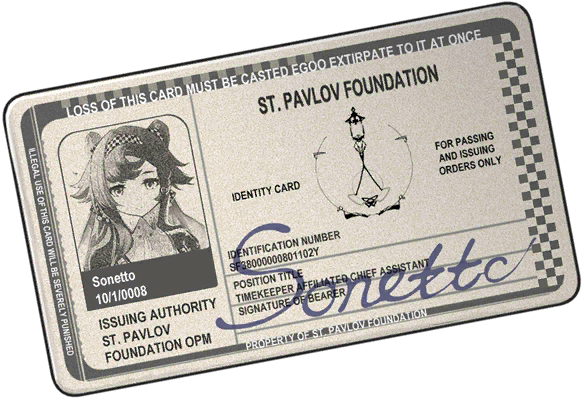 LOSS OF THIS CARD MUST BE CASTED EGOO EXTIRPATE TO IT AT ONCE
ILLEGAL USE OF THIS CARD WILL BE SEVERELY PUNISHED
ST. PAVLOV FOUNDATION
IDENTITY CARD
FOR PASSING
AND ISSUING
ORDERS ONLY
Sonetto
10/1/0008
ISSUING AUTHORITY
ST. PAVLOV
FOUNDATION OPM
IDENTIFICATION NUMBER
SF38000000801102Y
POSITION TITLE
TIMEKEEPER AFFILIATED CHIEF ASSISTANT
SIGNATURE OF BEARER
Sonetto
PROPERTY OF ST. PAVLOV FOUNDATION